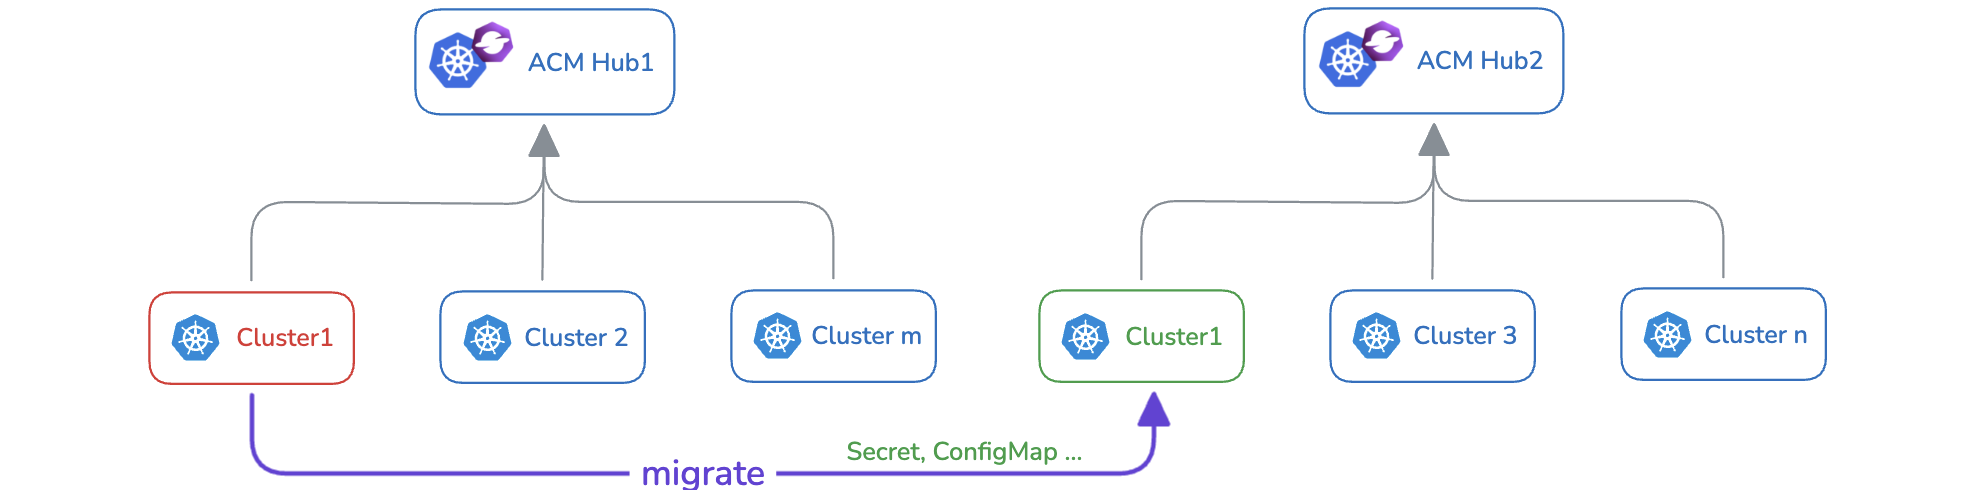 ACM Hub1
ACM Hub2
Cluster1
Cluster 2
Cluster m
Cluster1
Cluster 3
Cluster n
Secret, ConfigMap ...
migrate